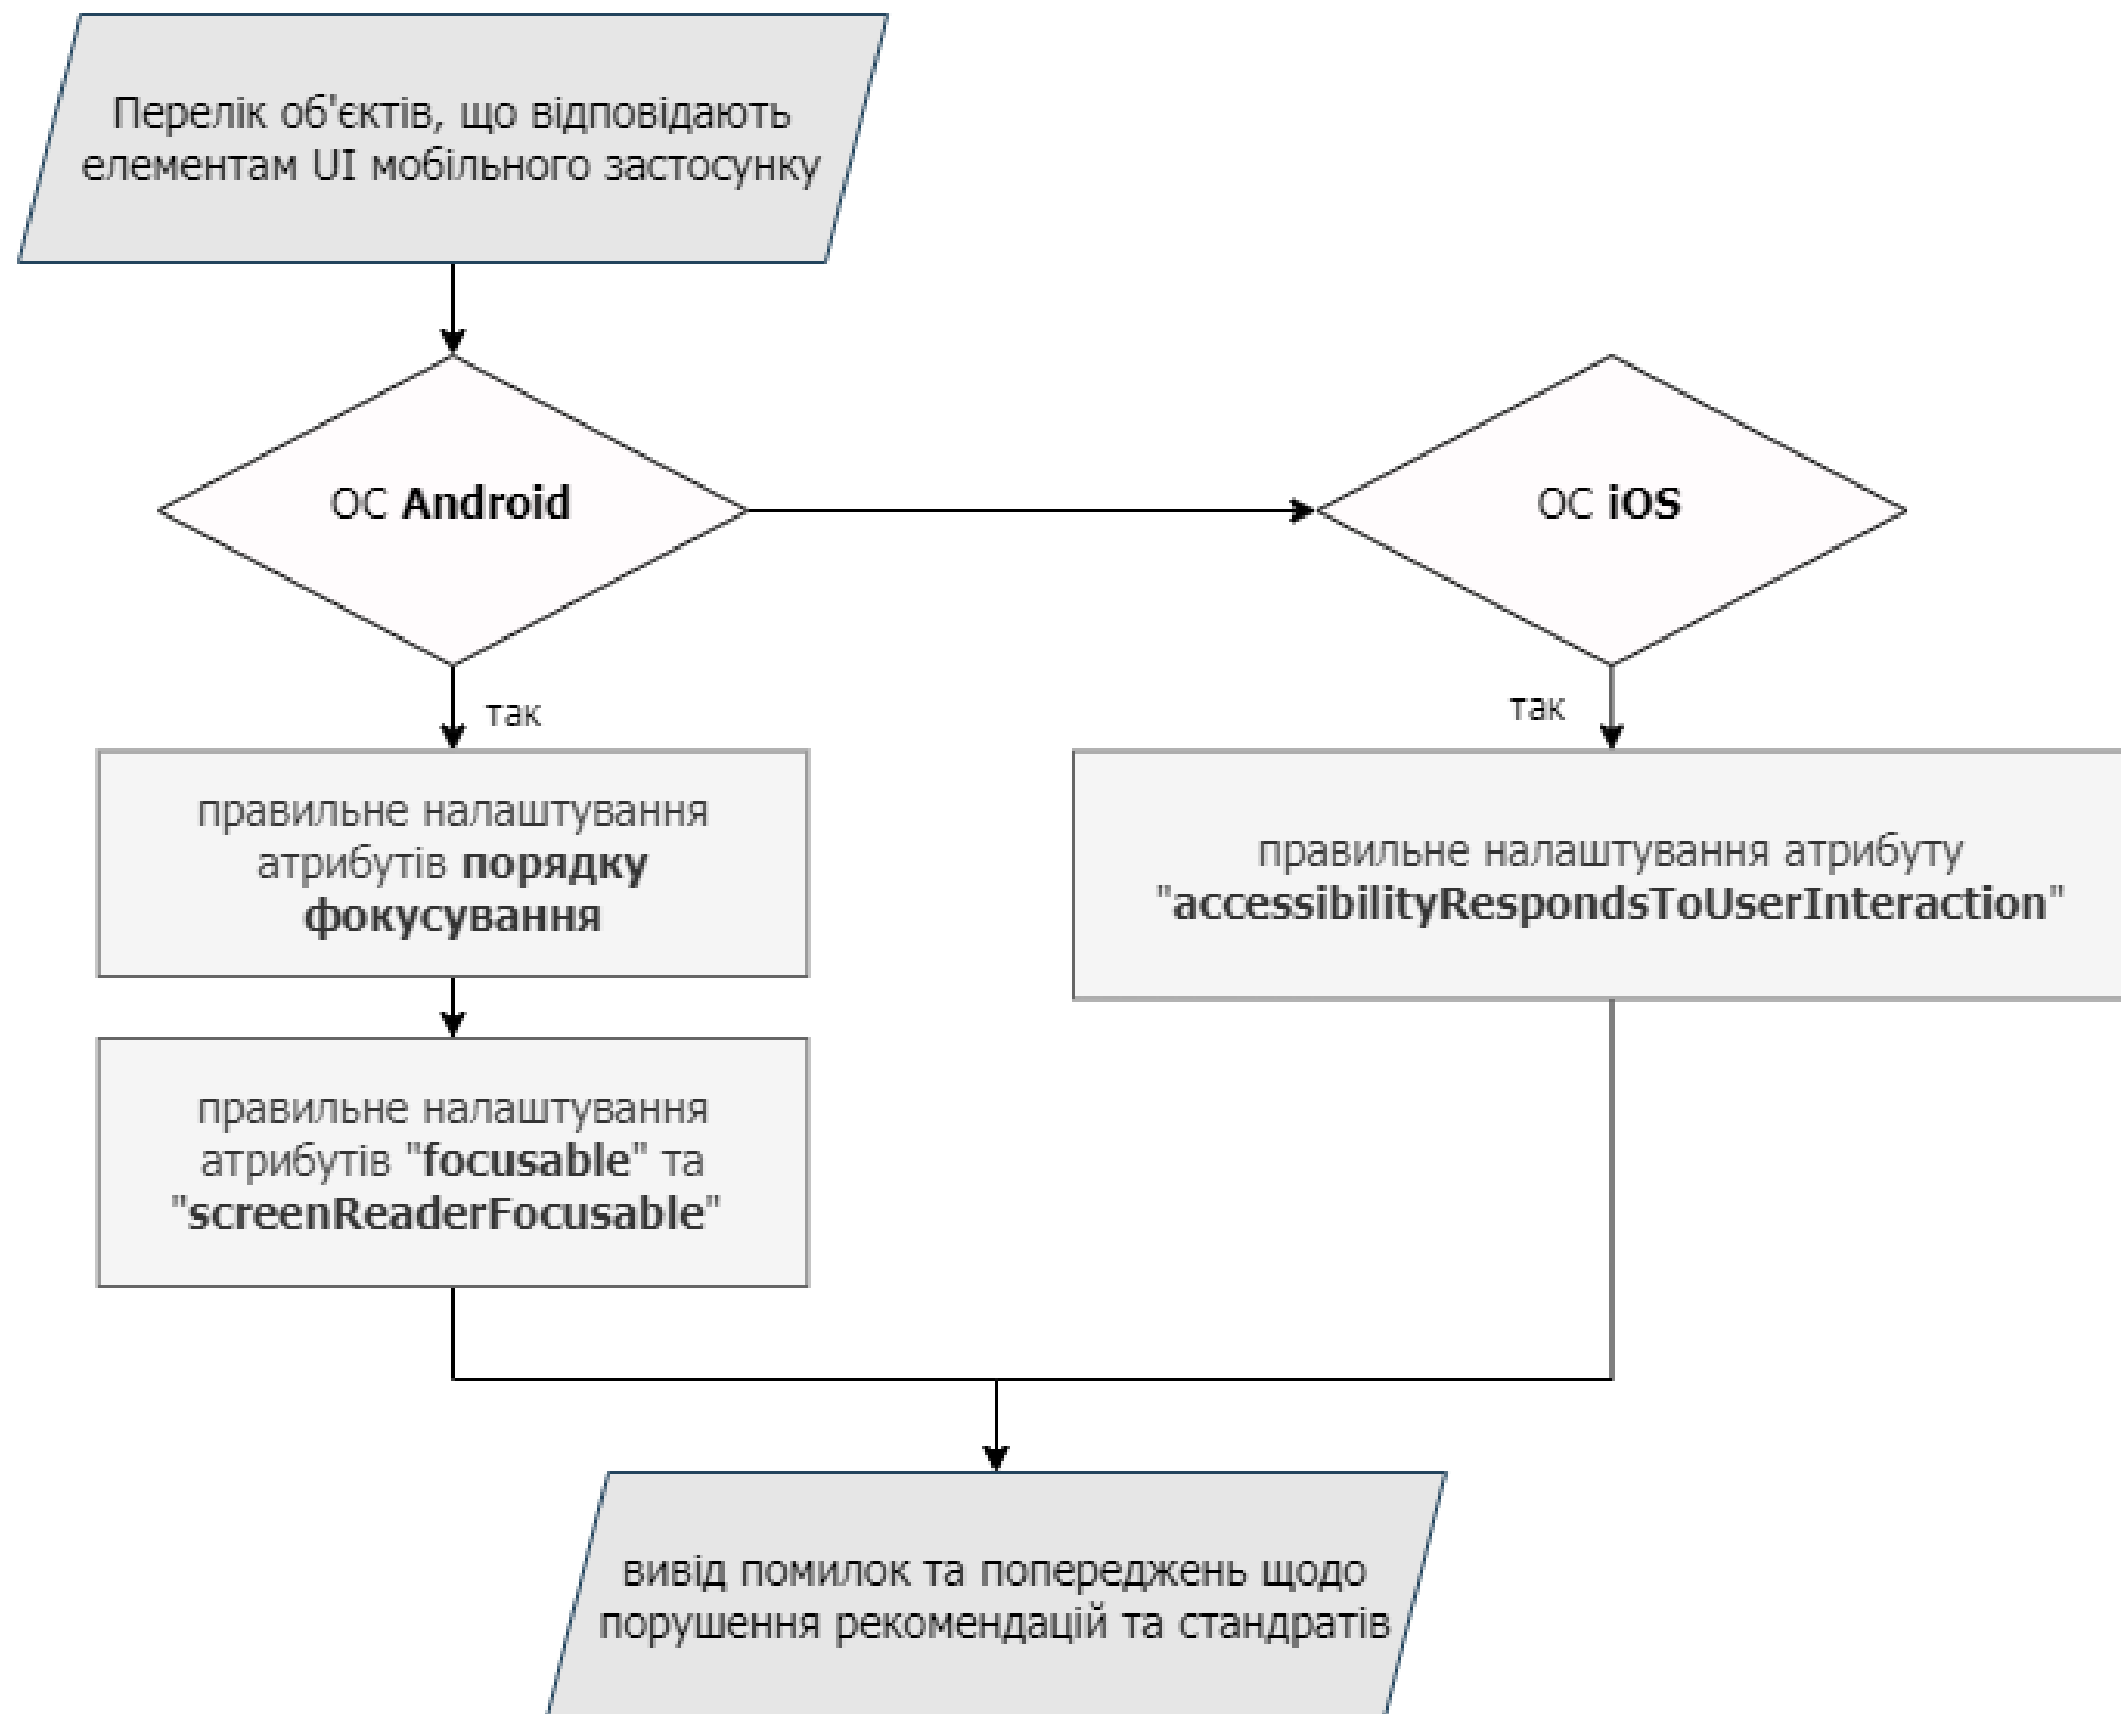 Перелік об'єктів, що відповідають
елементам UI мобільного застосунку
ОС Android
ОС iOS
так
так
правильне налаштування
атрибутів порядку
фокусування
правильне налаштування атрибуту
"accessibilityRespondsToUserInteraction"
правильне налаштування
атрибутів "focusable" та
"screenReaderFocusable"
вивід помилок та попереджень щодо
порушення рекомендацій та стандратів